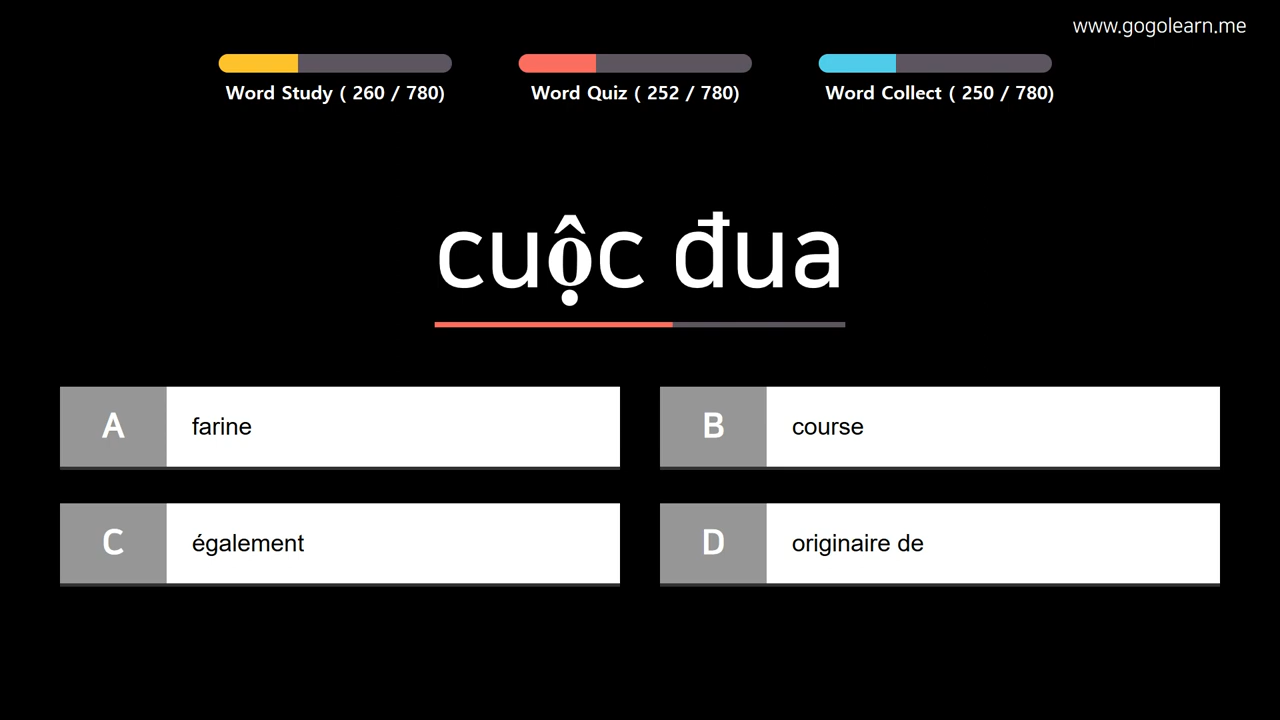 www.gogolearn.me
Word Study ( 260 / 780)
Word Quiz ( 252 / 780)
Word Collect ( 250 / 780)
cuộc đua
A farine
B course
C également
D originaire de